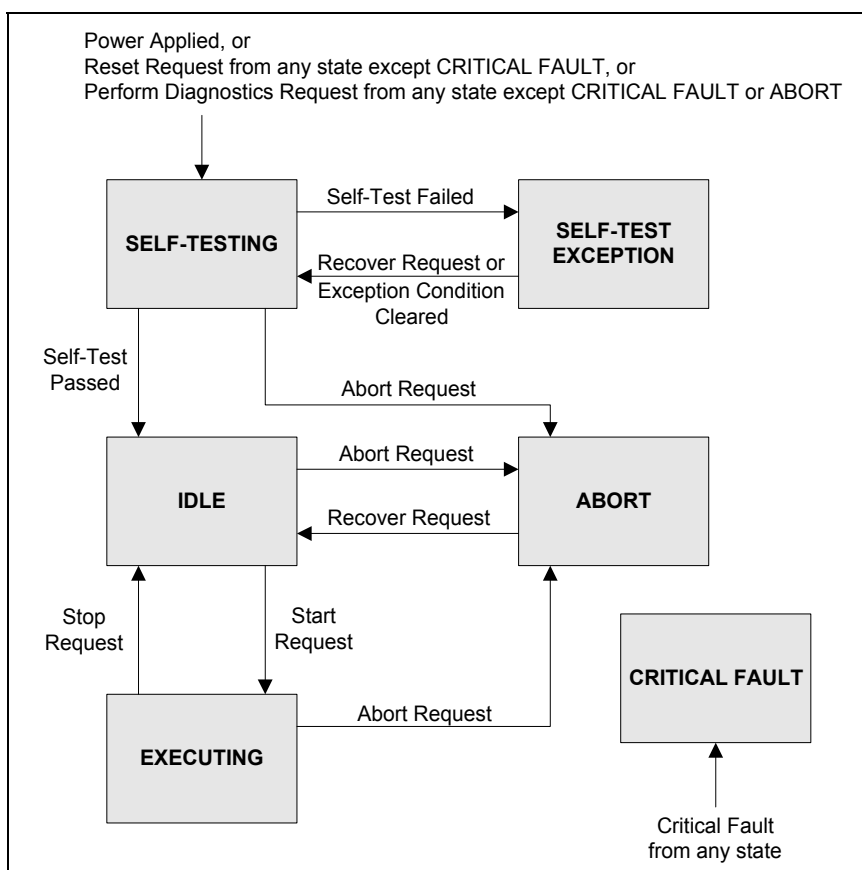 Power Applied, or
Reset Request from any state except CRITICAL FAULT, or
Perform Diagnostics Request from any state except CRITICAL FAULT or ABORT
Self-Test Failed
SELF-TESTING
SELF-TEST
EXCEPTION
Recover Request or
Exception Condition
Cleared
Self-Test
Passed
Abort Request
Abort Request
IDLE
ABORT
Recover Request
Stop
Request
Start
Request
CRITICAL FAULT
Abort Request
EXECUTING
Critical Fault
from any state